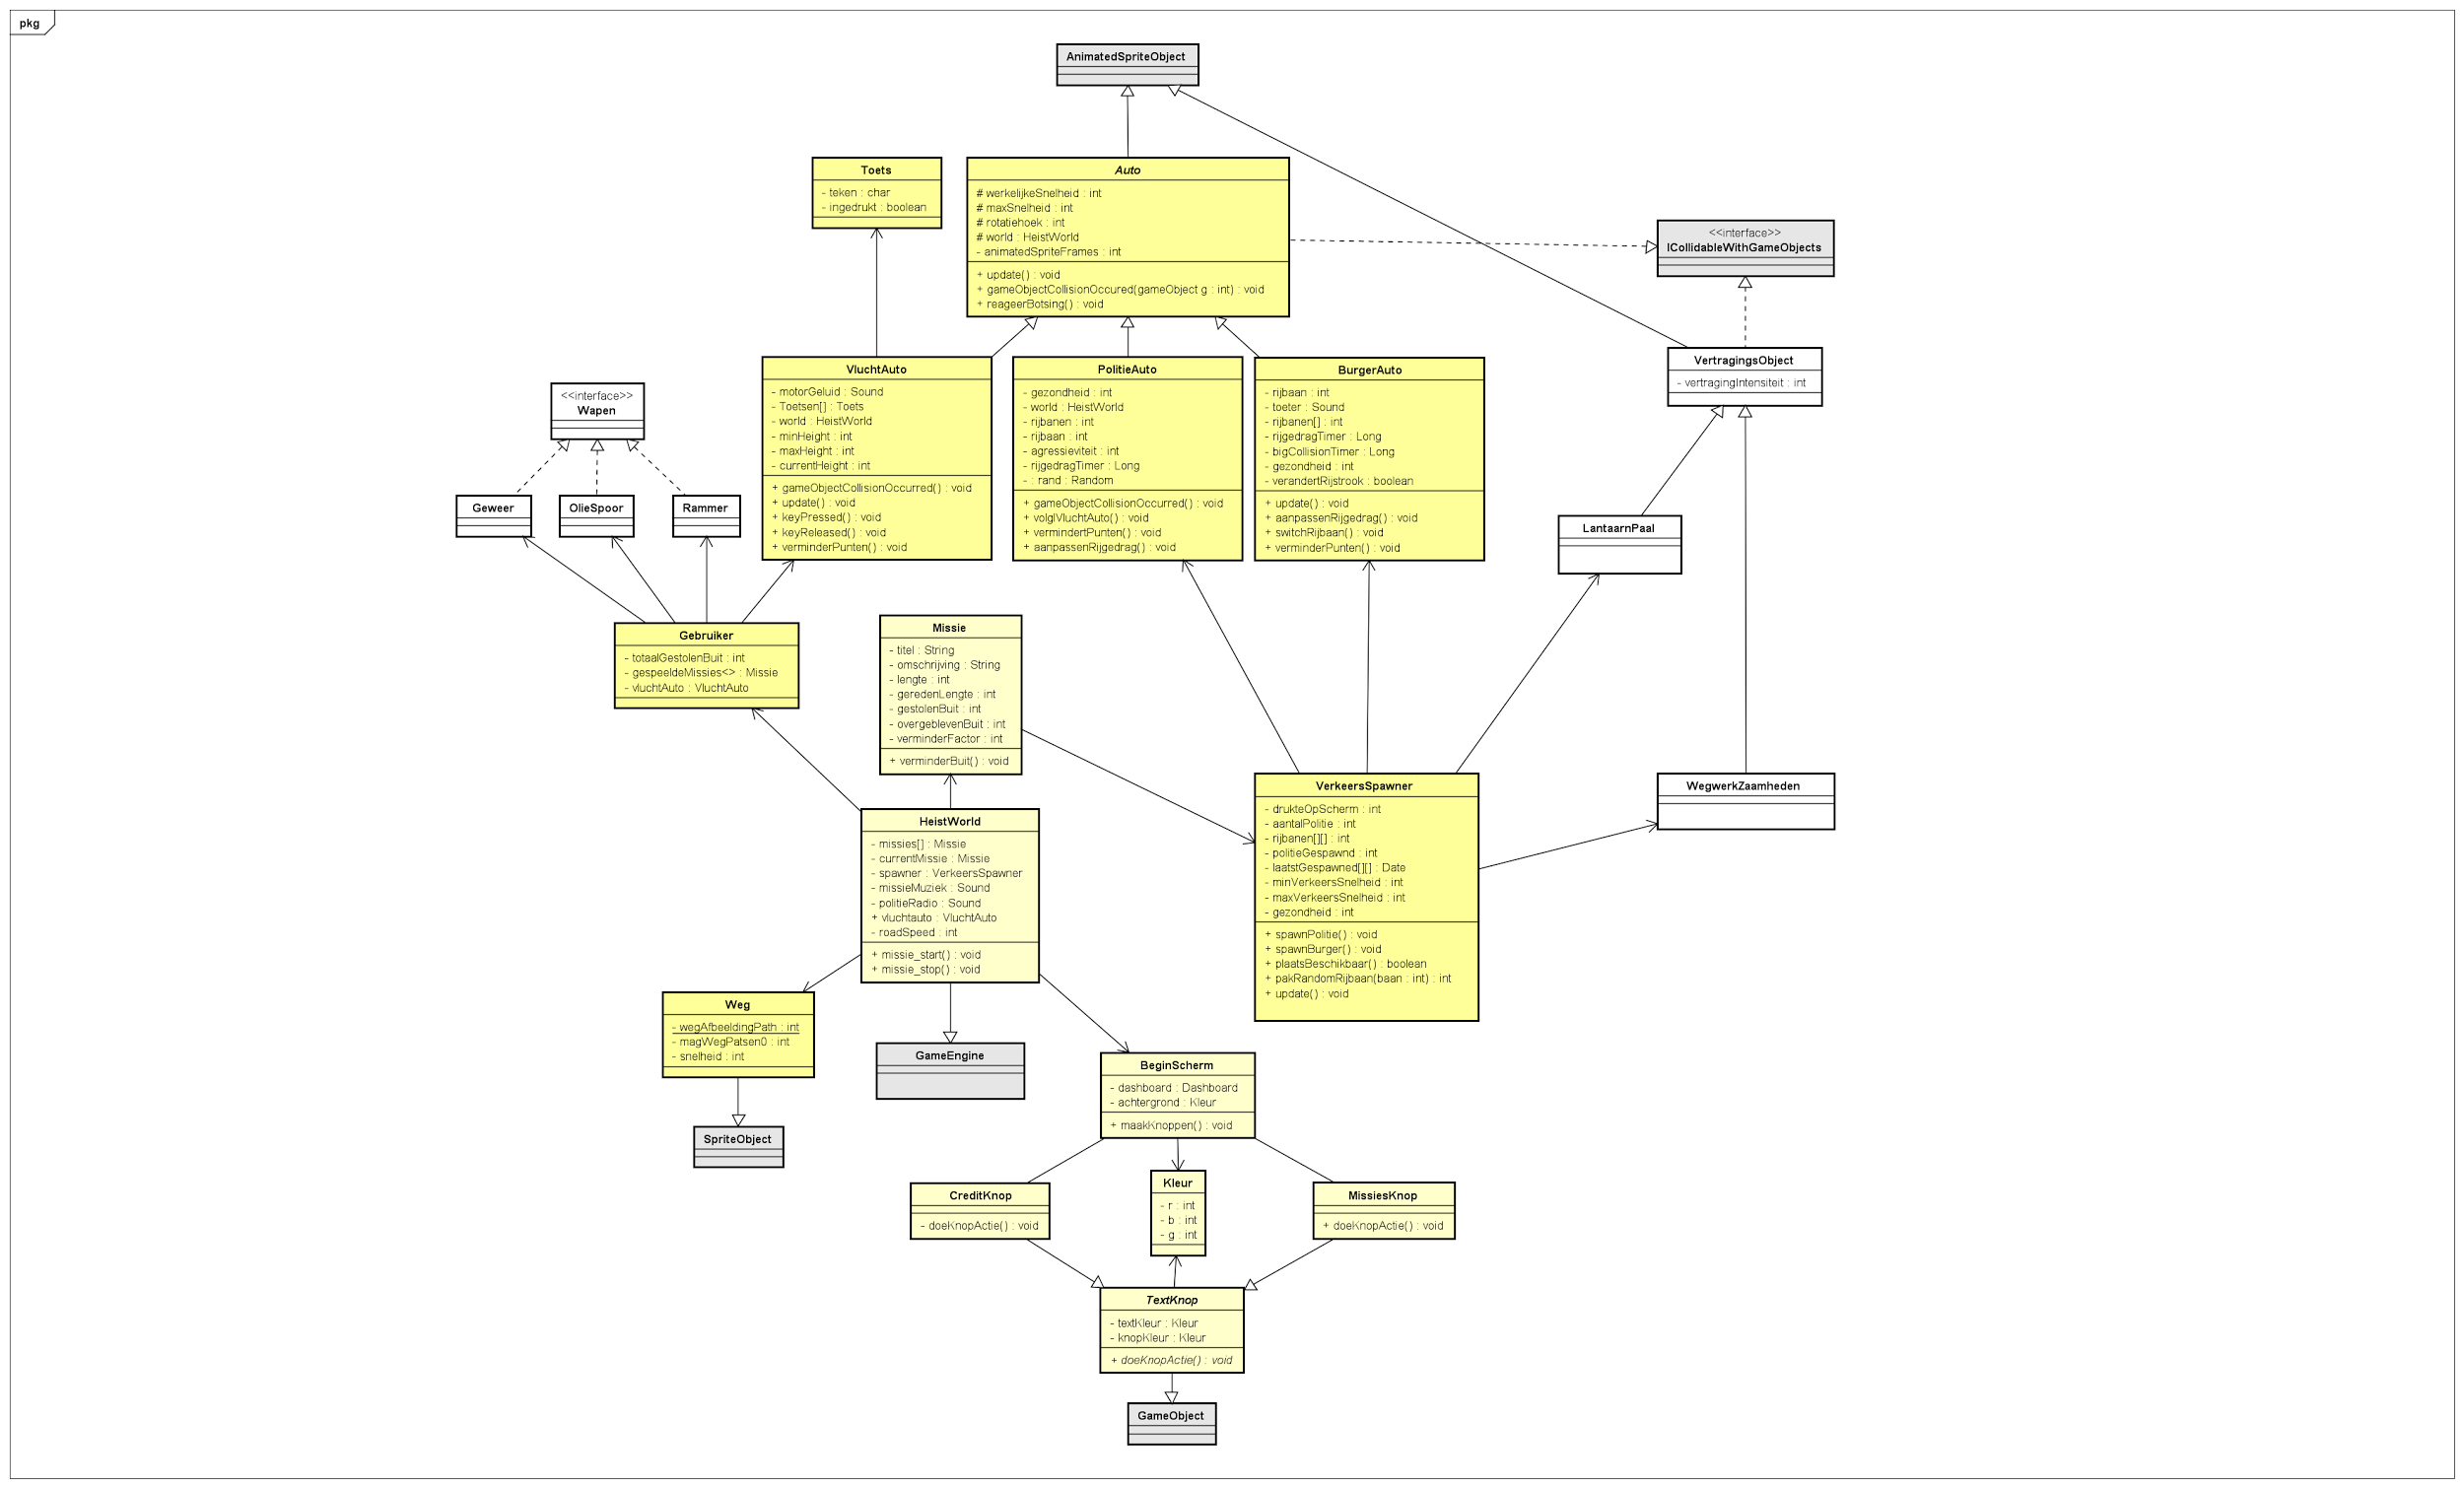 pkg
AnimatedSpriteObject
Toets
- teken : char
- ingedrukt : boolean
Auto
# werkelijkeSnelheid : int
# maxSnelheid : int
# rotatiehoek : int
# world : HeistWorld
- animatedSpriteFrames : int
+ update() : void
+ gameObjectCollisionOccured(gameObject g : int) : void
+ reageerBotsing() : void
<<interface>>
ICollidableWithGameObjects
VertragingsObject
- vertragingIntensiteit : int
<<interface>>
Wapen
VluchtAuto
- motorGeluid : Sound
- Toetsen[] : Toets
- world : HeistWorld
- minHeight : int
- maxHeight : int
- currentHeight : int
+ gameObjectCollisionOccurred() : void
+ update() : void
+ keyPressed() : void
+ keyReleased() : void
+ verminderPunten() : void
PolitieAuto
- gezondheid : int
- world : HeistWorld
- rijbanen : int
- rijbaan : int
- agressieviteit : int
- rijgedragTimer : Long
- : rand : Random
+ gameObjectCollisionOccurred() : void
+ volglVluchtAuto() : void
+ vermindertPunten() : void
+ aanpassenRijgedrag() : void
BurgerAuto
- rijbaan : int
- toeter : Sound
- rijbanen[] : int
- rijgedragTimer : Long
- bigCollisionTimer : Long
- gezondheid : int
- verandertRijstrook : boolean
+ update() : void
+ aanpassenRijgedrag() : void
+ switchRijbaan() : void
+ verminderPunten() : void
Geweer
OlieSpoor
Rammer
LantaarnPaal
Gebruiker
- totaalGestolenBuit : int
- gespeeldeMissies<> : Missie
- vluchtAuto : VluchtAuto
Missie
- titel : String
- omschrijving : String
- lengte : int
- geredenLengte : int
- gestolenBuit : int
- overgeblevenBuit : int
- verminderFactor : int
+ verminderBuit() : void
VerkeersSpawner
- drukteOpScherm : int
- aantalPolitie : int
- rijbanen[][] : int
- politieGespawnd : int
- laatstGespawned[][] : Date
- minVerkeersSnelheid : int
- maxVerkeersSnelheid : int
- gezondheid : int
+ spawnPolitie() : void
+ spawnBurger() : void
+ plaatsBeschikbaar() : boolean
+ pakRandomRijbaan(baan : int) : int
+ update() : void
WegwerkZaamheden
HeistWorld
- missies[] : Missie
- currentMissie : Missie
- spawner : VerkeersSpawner
- missieMuziek : Sound
- politieRadio : Sound
+ vluchtauto : VluchtAuto
- roadSpeed : int
+ missie_start() : void
+ missie_stop() : void
Weg
- wegAfbeeldingPath : int
- magWegPatsen0 : int
- snelheid : int
GameEngine
SpriteObject
BeginScherm
- dashboard : Dashboard
- achtergrond : Kleur
+ maakKnoppen() : void
CreditKnop
- doeKnopActie() : void
Kleur
- r : int
- b : int
- g : int
MissiesKnop
+ doeKnopActie() : void
TextKnop
- textKleur : Kleur
- knopKleur : Kleur
+ doeKnopActie() : void
GameObject